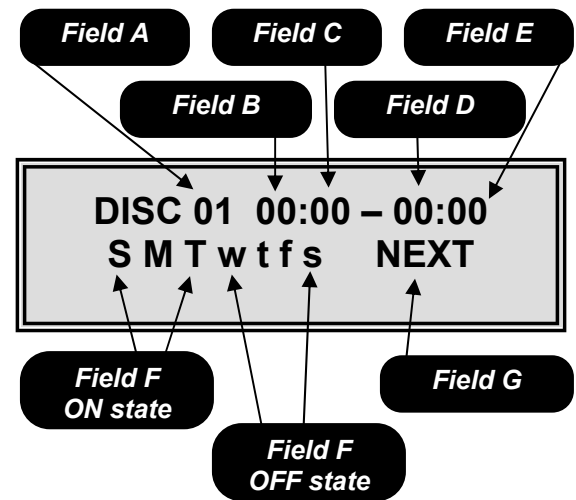 Field A
Field C
Field E
Field B
Field D
DISC 01 00:00 – 00:00
S M T w t f s NEXT
Field F
ON state
Field G
Field F
OFF state